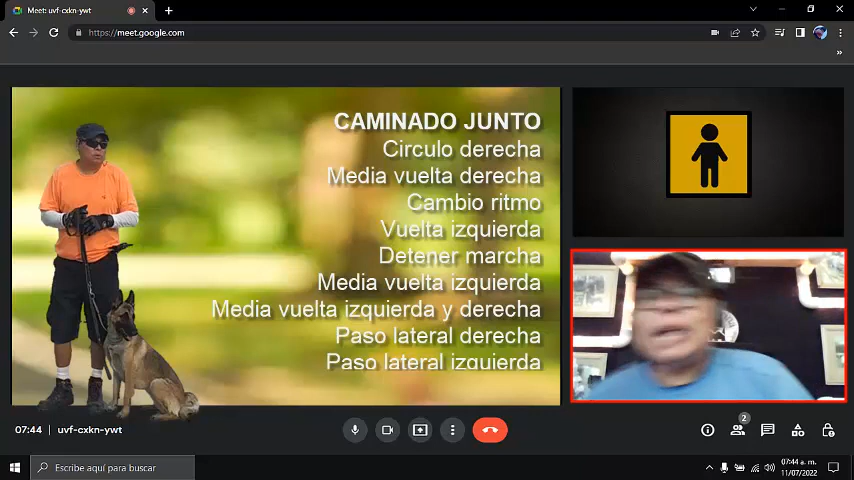 Meet: uvf-cxkn-ywt
https://meet.google.com
CAMINADO JUNTO
Circulo derecha
Media vuelta derecha
Cambio ritmo
Vuelta izquierda
Detener marcha
Media vuelta izquierda
Media vuelta izquierda y derecha
Paso lateral derecha
Paso lateral izquierda
07:44 | uvf-cxkn-ywt
2
Escribe aquí para buscar
07:44 a. m.
11/07/2022